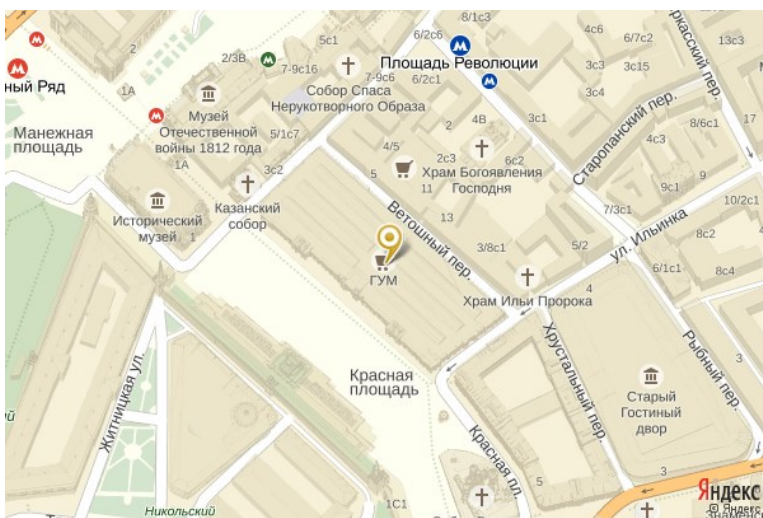 8/1с3
6/2с6
5с1
4с6
6/7с2
13с3
2
2/3В
7-9с16
Площадь Революции
3с3
3с15
ный Ряд
7-9с6
6/2с1
3с4
Собор Спаса
Нерукотворного Образа
1А
Музей
Отечественной
войны 1812 года
5/1с7
2
4В
3с1
Старопанский пер.
8/6с1
17
Манежная
площадь
4/5
4с3
1А
3с2
5
2с3
6с2
Храм Богоявления
Господня
11
9с1
9
Казанский
собор
Исторический
музей
1
13
Ветошный пер.
7/3с1
10/2с1
3/8с1
5/2
ул. Ильинка
8с2
6/1с1
8с4
ГУМ
Храм Ильи Пророка
4
Хрустальный пер.
Рыбный пер.
3
Житницкая ул.
Красная
площадь
Старый
Гостиный
двор
Красная пл.
5
3
1С1
Никольский
Яндекс
© Яндекс